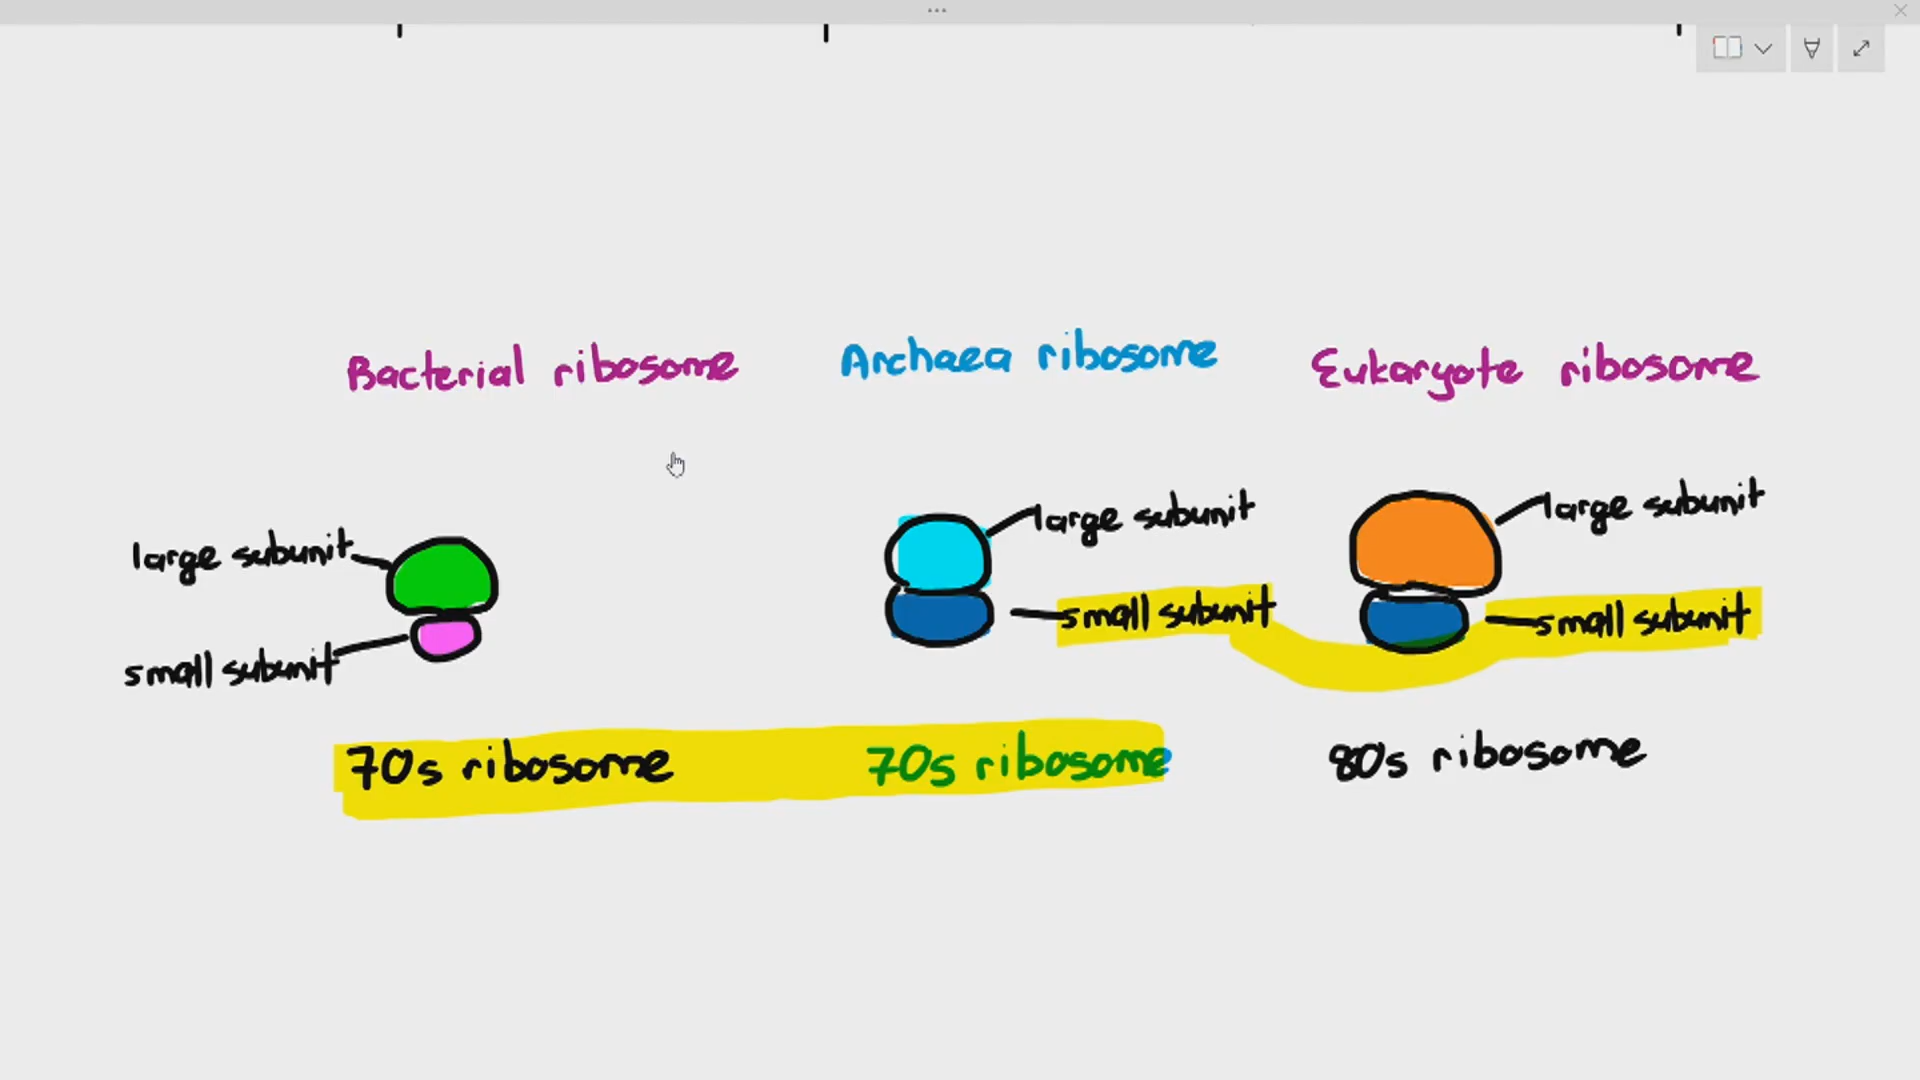 Bacterial ribosome
Archaea ribosome
Eukaryote ribosome
large subunit
small subunit
large subunit
small subunit
large subunit
small subunit
70s ribosome
70s ribosome
80s ribosome